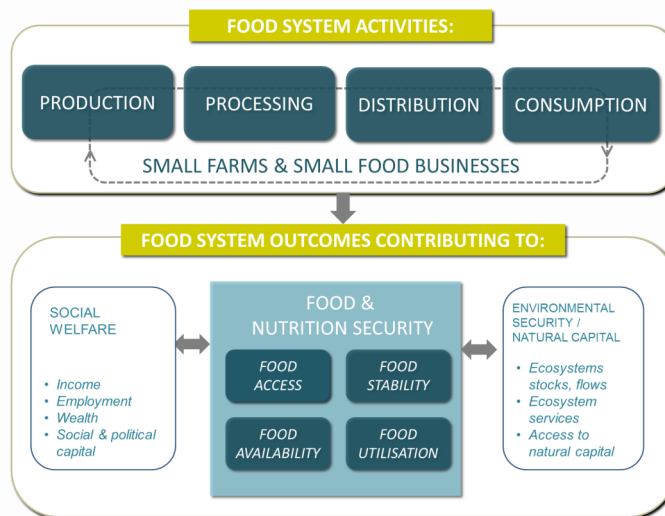 FOOD SYSTEM ACTIVITIES:
PRODUCTION
PROCESSING
DISTRIBUTION
CONSUMPTION
SMALL FARMS & SMALL FOOD BUSINESSES
FOOD SYSTEM OUTCOMES CONTRIBUTING TO:
SOCIAL
WELFARE
• Income
• Employment
• Wealth
• Social & political
capital
FOOD &
NUTRITION SECURITY
FOOD
ACCESS
FOOD
STABILITY
FOOD
AVAILABILITY
FOOD
UTILISATION
ENVIRONMENTAL
SECURITY /
NATURAL CAPITAL
• Ecosystems
stocks, flows
• Ecosystem
services
• Access to
natural capital